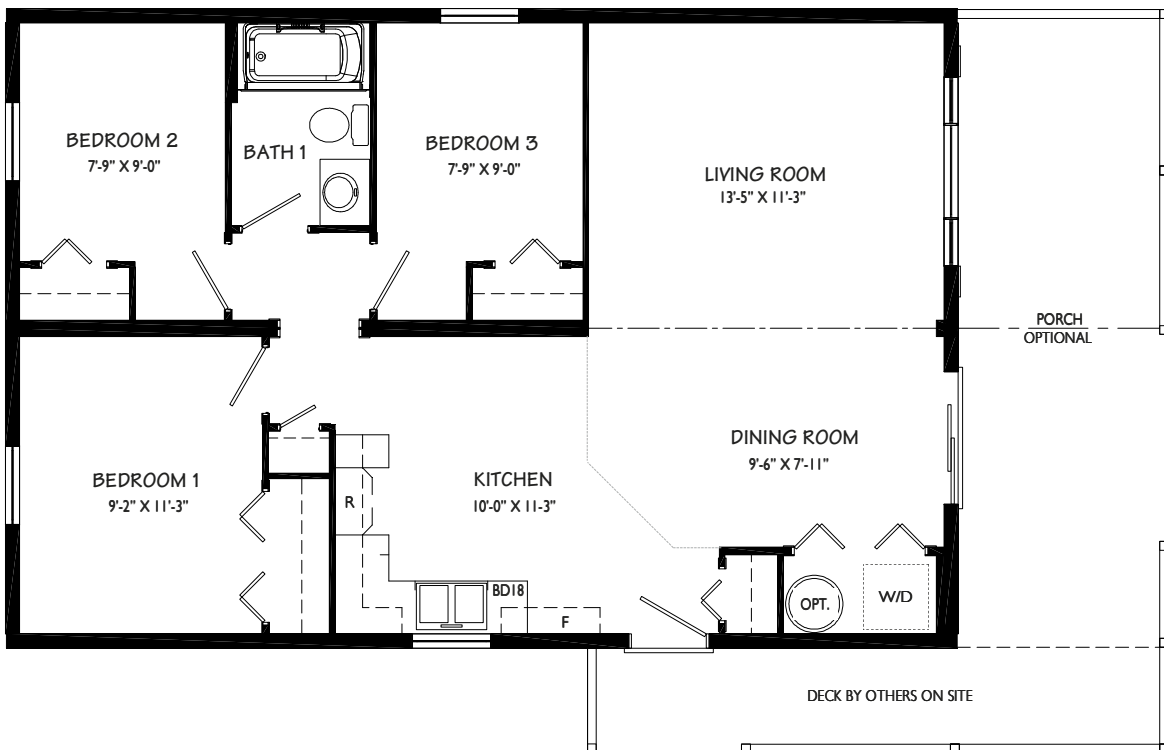 BEDROOM 2
7'-9" X 9'-0"
BATH 1
BEDROOM 3
7'-9" X 9'-0"
LIVING ROOM
13'-5" X 11'-3"
PORCH
OPTIONAL
BEDROOM 1
9'-2" X 11'-3"
R
KITCHEN
10'-0" X 11-3"
DINING ROOM
9'-6" X 7'-11"
BD18
F
OPT.
W/D
DECK BY OTHERS ON SITE